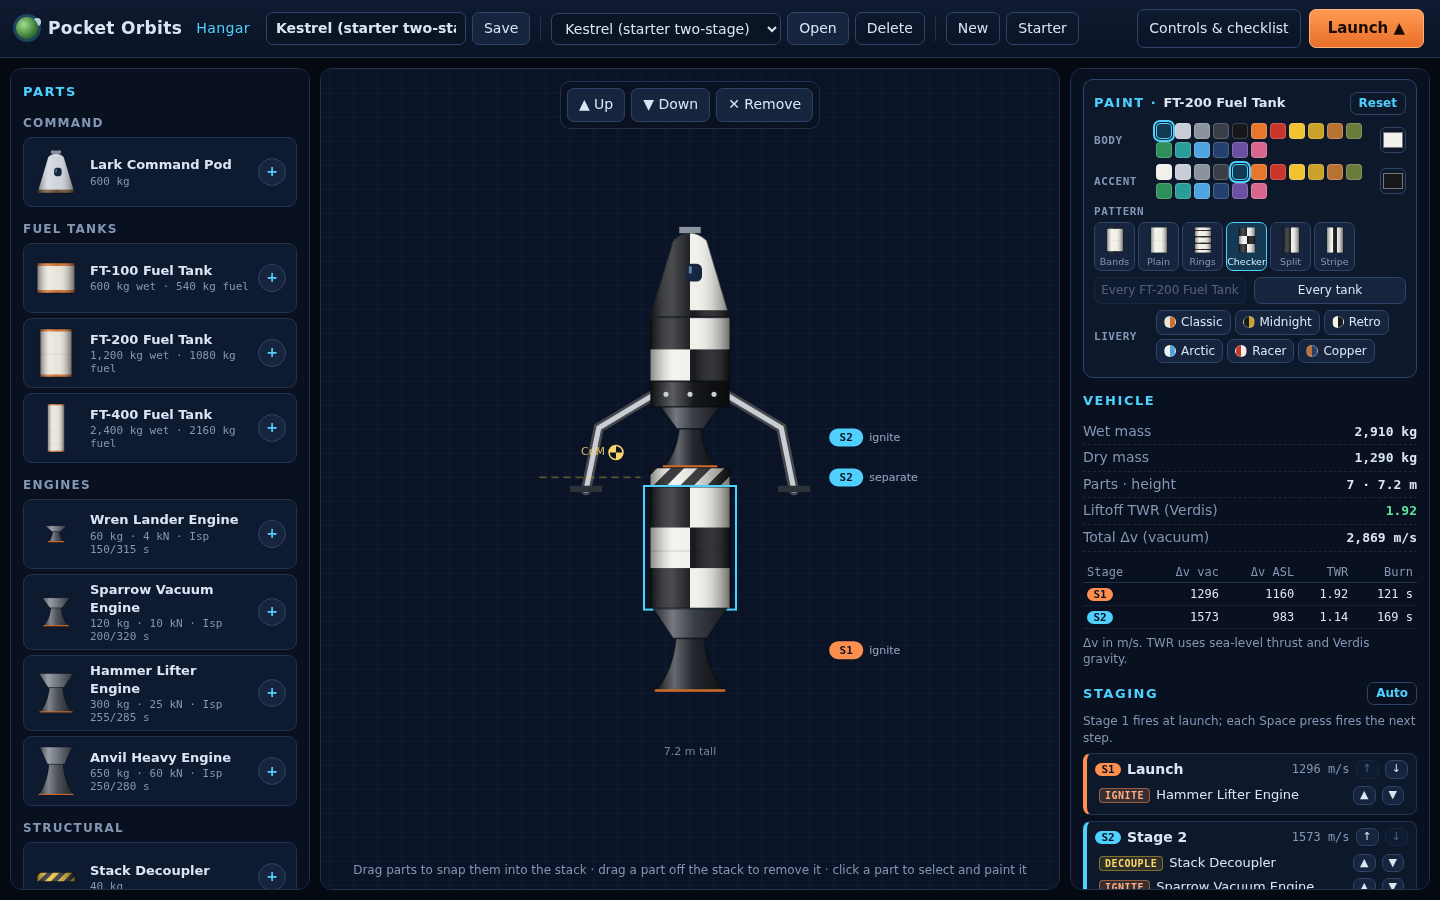 Pocket Orbits
Hangar
Kestrel (starter two-sta
Save
Kestrel (starter two-stage)
Open
Delete
New
Starter
Controls & checklist
Launch ▲
PARTS
COMMAND
Lark Command Pod
600 kg
+
FUEL TANKS
FT-100 Fuel Tank
600 kg wet · 540 kg fuel
+
FT-200 Fuel Tank
1,200 kg wet · 1080 kg
fuel
+
FT-400 Fuel Tank
2,400 kg wet · 2160 kg
fuel
+
ENGINES
Wren Lander Engine
60 kg · 4 kN · Isp
150/315 s
+
Sparrow Vacuum
Engine
120 kg · 10 kN · Isp
200/320 s
+
Hammer Lifter
Engine
300 kg · 25 kN · Isp
255/285 s
+
Anvil Heavy Engine
650 kg · 60 kN · Isp
250/280 s
+
STRUCTURAL
Stack Decoupler
40 kg
+
▲ Up
▼ Down
✕ Remove
CoM
S2 ignite
S2 separate
S1 ignite
7.2 m tall
Drag parts to snap them into the stack · drag a part off the stack to remove it · click a part to select and paint it
PAINT · FT-200 Fuel Tank
Reset
BODY
ACCENT
PATTERN
Bands
Plain
Rings
Checker
Split
Stripe
Every FT-200 Fuel Tank
Every tank
LIVERY
Classic
Midnight
Retro
Arctic
Racer
Copper
VEHICLE
Wet mass 2,910 kg
Dry mass 1,290 kg
Parts · height 7 · 7.2 m
Liftoff TWR (Verdis) 1.92
Total Δv (vacuum) 2,869 m/s
Stage Δv vac Δv ASL TWR Burn
S1 1296 1160 1.92 121 s
S2 1573 983 1.14 169 s
Δv in m/s. TWR uses sea-level thrust and Verdis
gravity.
STAGING
Auto
Stage 1 fires at launch; each Space press fires the next
step.
S1 Launch 1296 m/s ↑ ↓
IGNITE Hammer Lifter Engine ▲ ▼
S2 Stage 2 1573 m/s ↑ ↓
DECOUPLE Stack Decoupler ▲ ▼
IGNITE Sparrow Vacuum Engine ▲ ▼